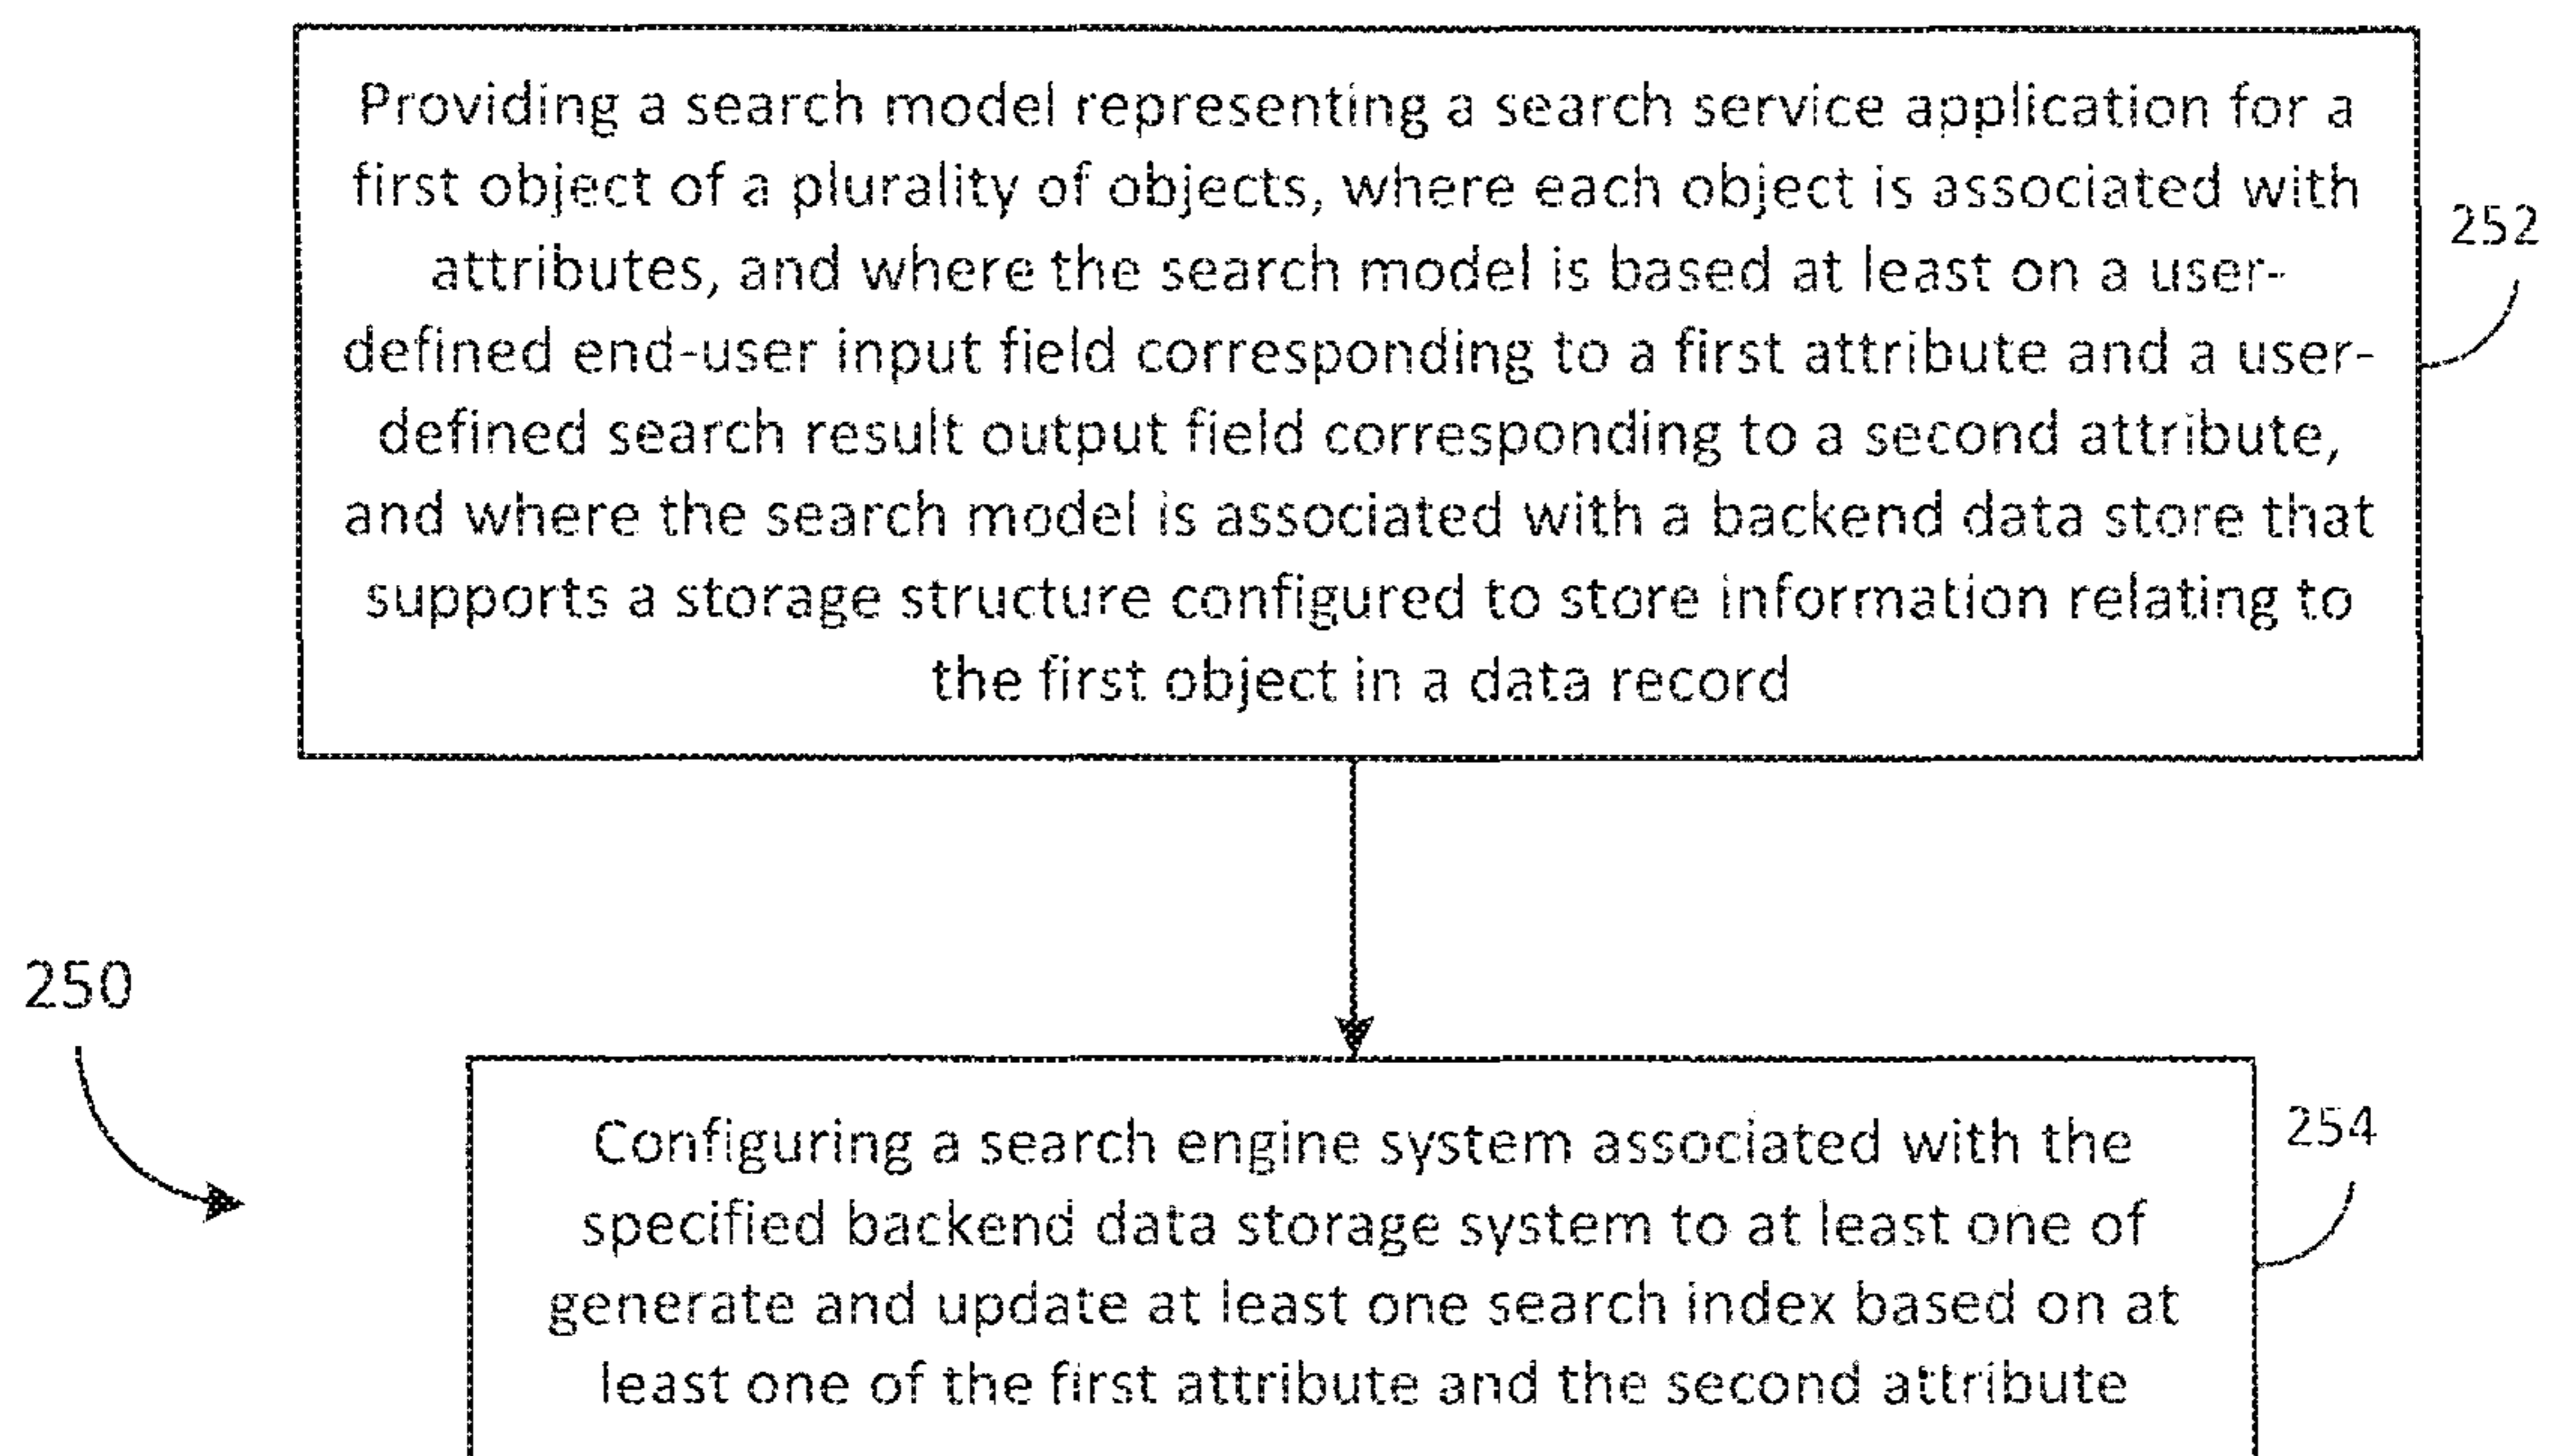 Providing a search model representing a search service application for a
first object of a plurality of objects, where each object is associated with
attributes, and where the search model is based at least on a user-
defined end-user input field corresponding to a first attribute and a user-
defined search result output field corresponding to a second attribute,
and where the search model is associated with a backend data store that
supports a storage structure configured to store information relating to
the first object in a data record
252
250
Configuring a search engine system associated with the
specified backend data storage system to at least one of
generate and update at least one search index based on at
least one of the first attribute and the second attribute
254